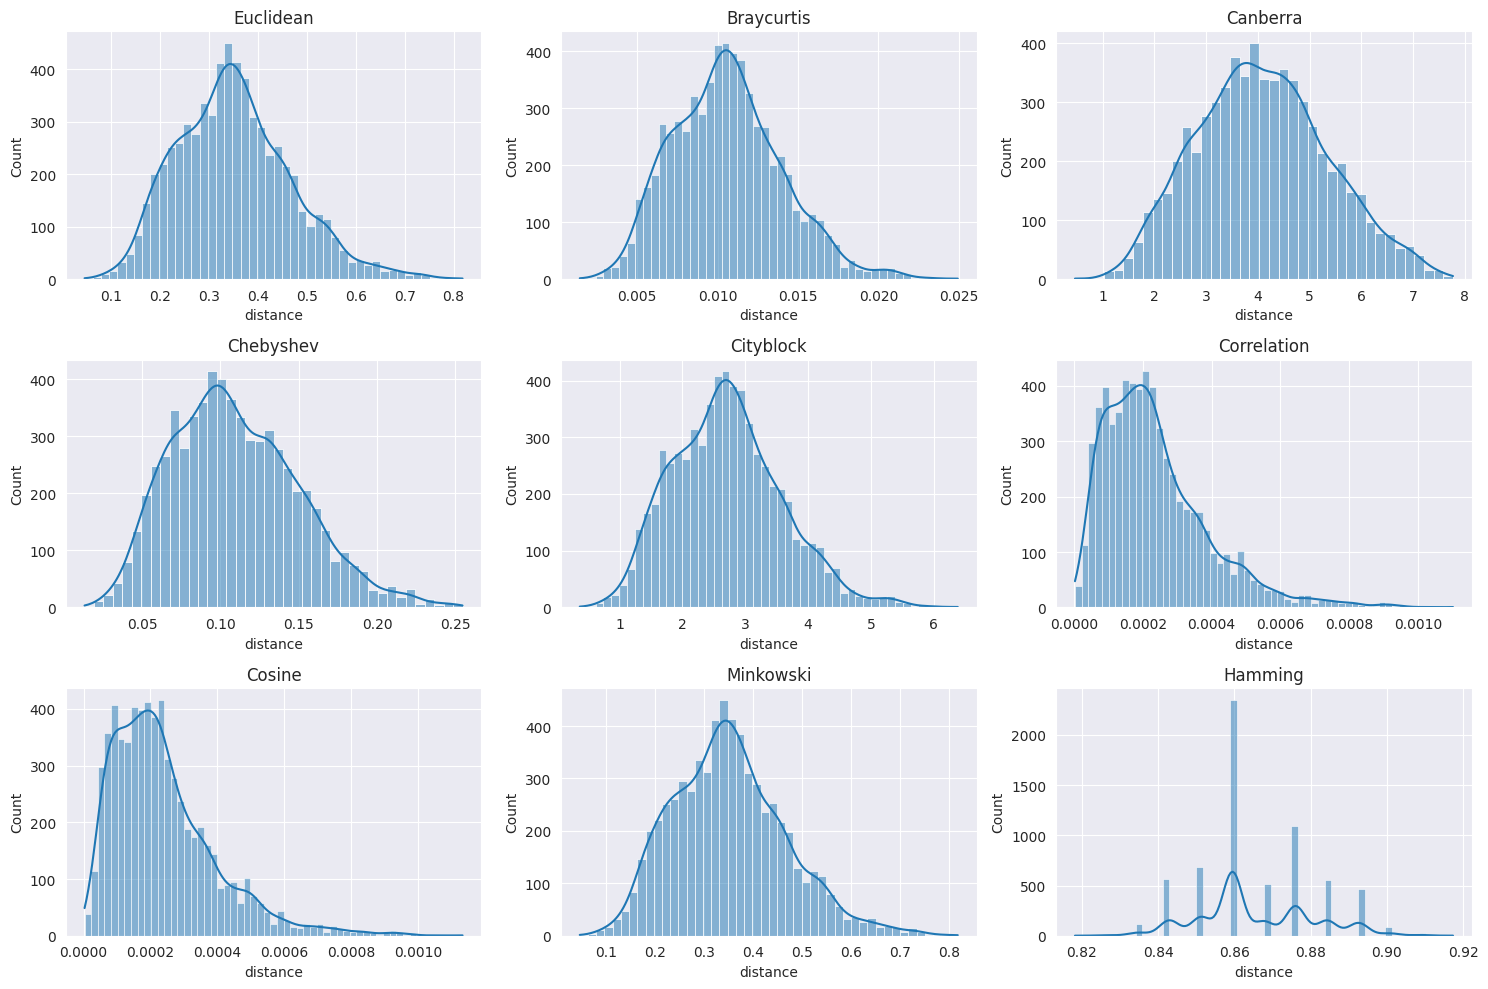 Euclidean
Braycurtis
Canberra
Count
400
300
200
100
0
0.1 0.2 0.3 0.4 0.5 0.6 0.7 0.8
distance
Count
400
300
200
100
0
0.005 0.010 0.015 0.020 0.025
distance
Count
400
300
200
100
0
1 2 3 4 5 6 7 8
distance
Chebyshev
Cityblock
Correlation
Count
400
300
200
100
0
0.05 0.10 0.15 0.20 0.25
distance
Count
400
300
200
100
0
1 2 3 4 5 6
distance
Count
400
300
200
100
0
0.0000 0.0002 0.0004 0.0006 0.0008 0.0010
distance
Cosine
Minkowski
Hamming
Count
400
300
200
100
0
0.0000 0.0002 0.0004 0.0006 0.0008 0.0010
distance
Count
400
300
200
100
0
0.1 0.2 0.3 0.4 0.5 0.6 0.7 0.8
distance
Count
2000
1500
1000
500
0
0.82 0.84 0.86 0.88 0.90 0.92
distance